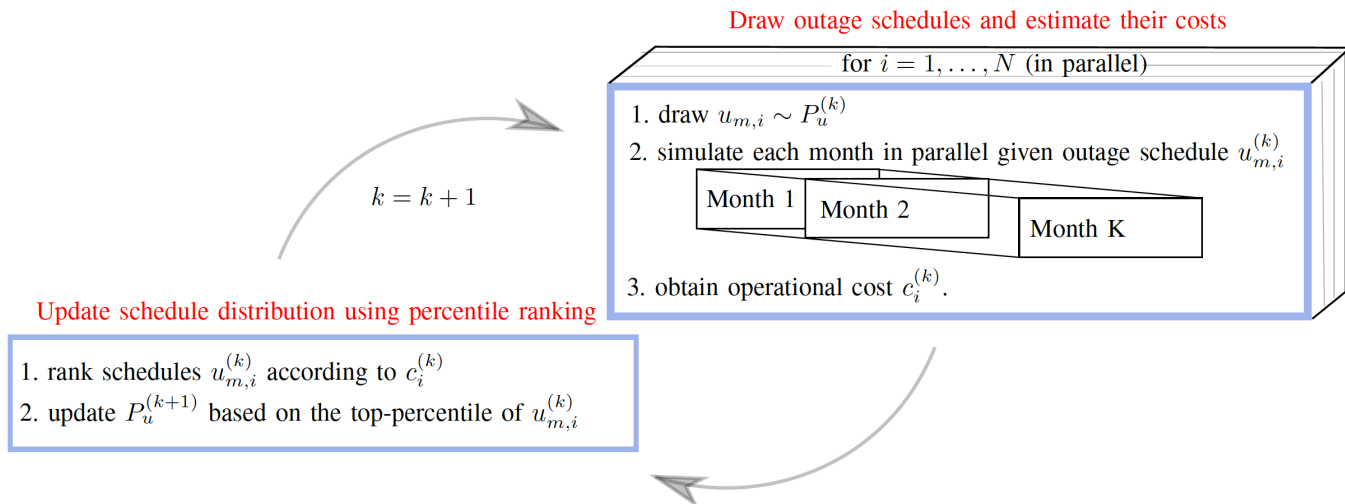 Draw outage schedules and estimate their costs
for i = 1, . . . , N (in parallel)
1. draw u_{m,i} ∼ P_u^{(k)}
2. simulate each month in parallel given outage schedule u_{m,i}^{(k)}
Month 1
Month 2
Month K
3. obtain operational cost c_i^{(k)}.
k = k + 1
Update schedule distribution using percentile ranking
1. rank schedules u_{m,i}^{(k)} according to c_i^{(k)}
2. update P_u^{(k+1)} based on the top-percentile of u_{m,i}^{(k)}